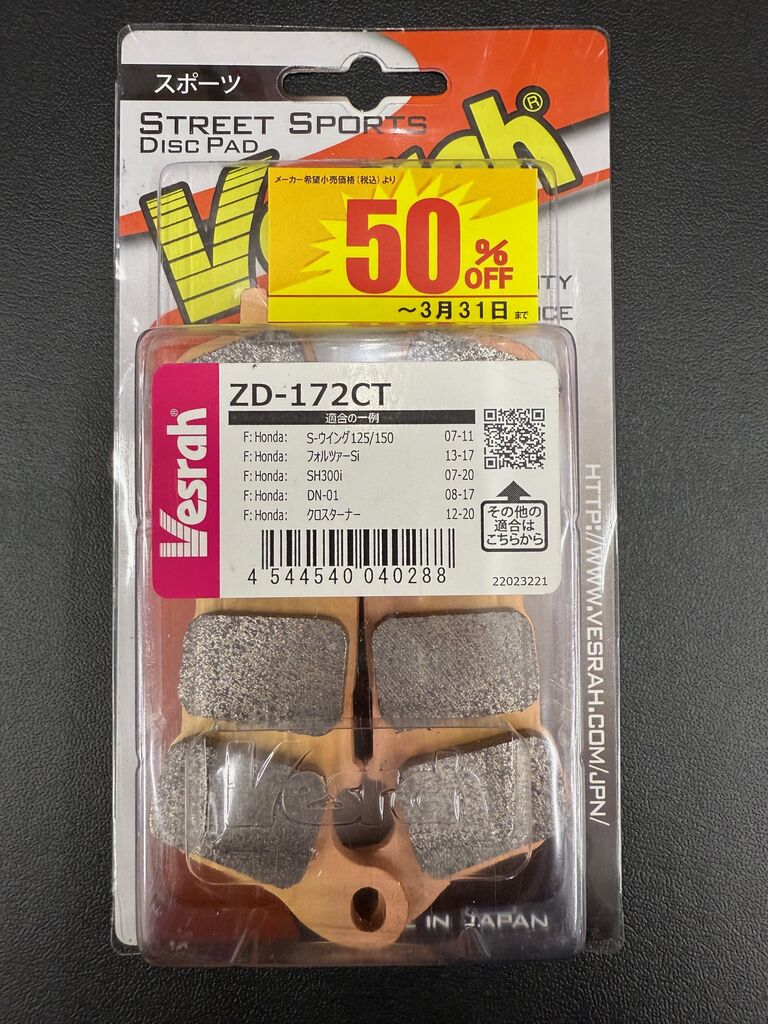 スポーツ
STREET SPORTS
DISC PAD
Vesrah®
メーカー希望小売価格(税込)より
50%OFF
～3月31日まで
Vesrah®
ZD-172CT
適合の一例
F: Honda: S-ウイング125/150 07-11
F: Honda: フォルツァーSi 13-17
F: Honda: SH300i 07-20
F: Honda: DN-01 08-17
F: Honda: クロスターナー 12-20
その他の
適合は
こちらから
4 544540 040288
22023221
HTTP://WWW.VESRAH.COM/JPN/
Vesrah
IN JAPAN